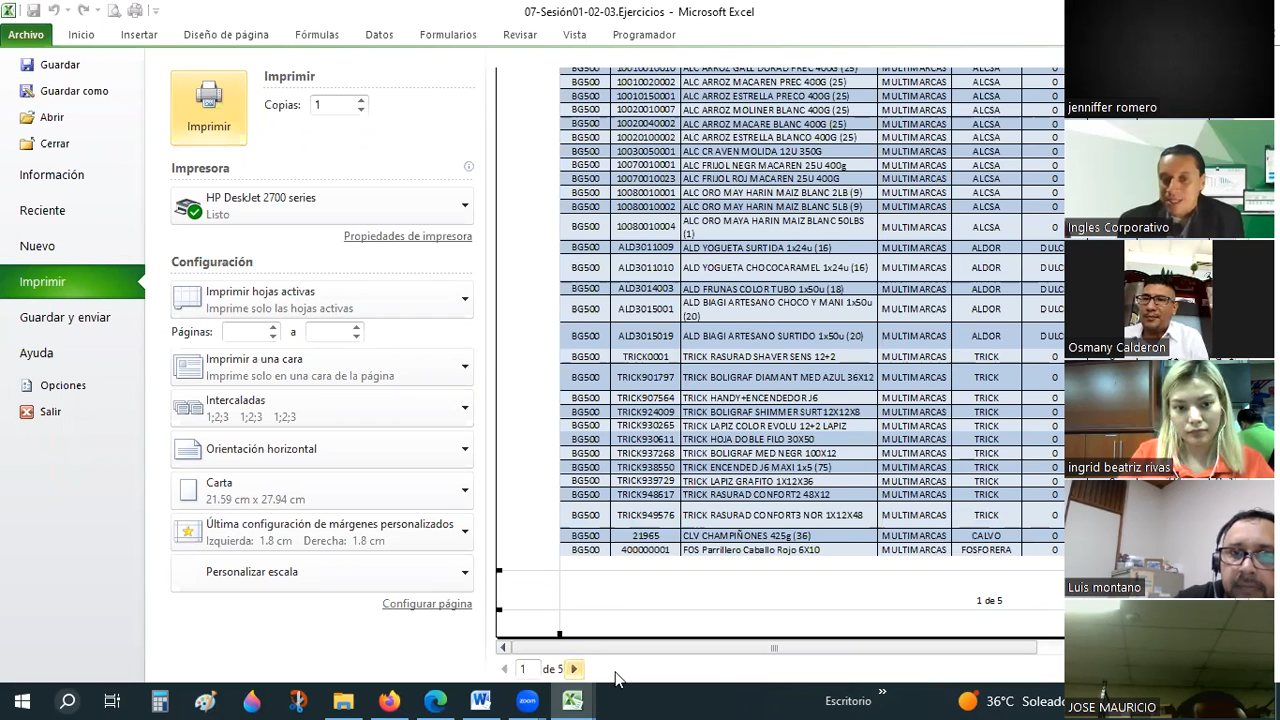 07-Sesión01-02-03.Ejercicios - Microsoft Excel
Archivo Inicio Insertar Diseño de página Fórmulas Datos Formularios Revisar Vista Programador
Guardar
Guardar como
Abrir
Cerrar
Información
Reciente
Nuevo
Imprimir
Guardar y enviar
Ayuda
Opciones
Salir
Imprimir
Imprimir
Copias: 1
Impresora
HP DeskJet 2700 series
Listo
Propiedades de impresora
Configuración
Imprimir hojas activas
Imprime solo las hojas activas
Páginas: a
Imprimir a una cara
Imprime solo en una cara de la página
Intercaladas
1;2;3 1;2;3 1;2;3
Orientación horizontal
Carta
21.59 cm x 27.94 cm
Última configuración de márgenes personalizados
Izquierda: 1.8 cm Derecha: 1.8 cm
Personalizar escala
Configurar página
BG500 10010010010 ALC ARROZ GALL DORAD PREC 400G (25) MULTIMARCAS ALCSA 0
BG500 10010020002 ALC ARROZ MACAREN PREC 400G (25) MULTIMARCAS ALCSA 0
BG500 10010150001 ALC ARROZ ESTRELLA PRECO 400G (25) MULTIMARCAS ALCSA 0
BG500 10020010007 ALC ARROZ MOLINER BLANC 400G (25) MULTIMARCAS ALCSA 0
BG500 10020040002 ALC ARROZ MACARE BLANC 400G (25) MULTIMARCAS ALCSA 0
BG500 10020100002 ALC ARROZ ESTRELLA BLANCO 400G (25) MULTIMARCAS ALCSA 0
BG500 10030050001 ALC CR AVEN MOLIDA 12U 350G MULTIMARCAS ALCSA 0
BG500 10070010001 ALC FRIJOL NEGR MACAREN 25U 400g MULTIMARCAS ALCSA 0
BG500 10070010023 ALC FRIJOL ROJ MACAREN 25U 400G MULTIMARCAS ALCSA 0
BG500 10080010001 ALC ORO MAY HARIN MAIZ BLANC 2LB (9) MULTIMARCAS ALCSA 0
BG500 10080010002 ALC ORO MAY HARIN MAIZ BLANC 5LB (6) MULTIMARCAS ALCSA 0
BG500 10080010004 ALC ORO MAYA HARIN MAIZ BLANC 50LBS (1) MULTIMARCAS ALCSA 0
BG500 ALD3011009 ALD YOGUETA SURTIDA 1x24u (16) MULTIMARCAS ALDOR DULC
BG500 ALD3011010 ALD YOGUETA CHOCOCARAMEL 1x24u (16) MULTIMARCAS ALDOR DULC
BG500 ALD3014003 ALD FRUNAS COLOR TUBO 1x50u (18) MULTIMARCAS ALDOR DULC
BG500 ALD3015001 ALD BIAGI ARTESANO CHOCO Y MANI 1x50u (20) MULTIMARCAS ALDOR DULC
BG500 ALD3015019 ALD BIAGI ARTESANO SURTIDO 1x50u (20) MULTIMARCAS ALDOR DULC
BG500 TRICK0001 TRICK RASURAD SHAVER SENS 12+2 MULTIMARCAS TRICK 0
BG500 TRICK901797 TRICK BOLIGRAF DIAMANT MED AZUL 36X12 MULTIMARCAS TRICK 0
BG500 TRICK907564 TRICK HANDY+ENCENDEDOR J6 MULTIMARCAS TRICK 0
BG500 TRICK924009 TRICK BOLIGRAF SHIMMER SURT12X12X8 MULTIMARCAS TRICK 0
BG500 TRICK930265 TRICK LAPIZ COLOR EVOLU 12+2 LAPIZ MULTIMARCAS TRICK 0
BG500 TRICK930611 TRICK HOJA DOBLE FILO 30X50 MULTIMARCAS TRICK 0
BG500 TRICK937268 TRICK BOLIGRAF MED NEGR 100X12 MULTIMARCAS TRICK 0
BG500 TRICK938550 TRICK ENCENDED J6 MAXI 1x5 (75) MULTIMARCAS TRICK 0
BG500 TRICK939729 TRICK LAPIZ GRAFITO 1X12X36 MULTIMARCAS TRICK 0
BG500 TRICK948617 TRICK RASURAD CONFORT2 48X12 MULTIMARCAS TRICK 0
BG500 TRICK949576 TRICK RASURAD CONFORT3 NOR 1X12X48 MULTIMARCAS TRICK 0
BG500 21965 CLV CHAMPIÑONES 425g (36) MULTIMARCAS CALVO 0
BG500 400000001 FOS Parrillero Caballo Rojo 6X10 MULTIMARCAS FOSFORERA 0
1 de 5
1 de 5
jenniffer romero
Ingles Corporativo
Osmany Calderon
ingrid beatriz rivas
Luis montano
JOSE MAURICIO
Escritorio » 36°C Soleado